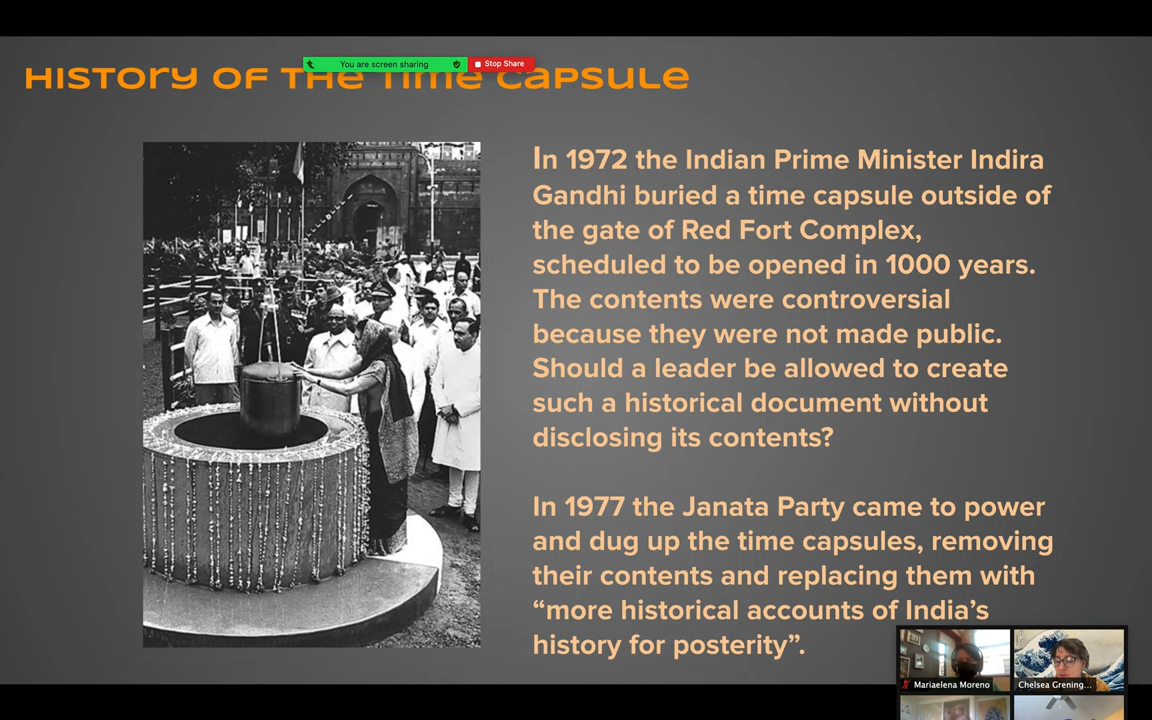 You are screen sharing
Stop Share
History of the Time Capsule
In 1972 the Indian Prime Minister Indira
Gandhi buried a time capsule outside of
the gate of Red Fort Complex,
scheduled to be opened in 1000 years.
The contents were controversial
because they were not made public.
Should a leader be allowed to create
such a historical document without
disclosing its contents?
In 1977 the Janata Party came to power
and dug up the time capsules, removing
their contents and replacing them with
“more historical accounts of India’s
history for posterity”.
Mariaelena Moreno
Chelsea Grening...